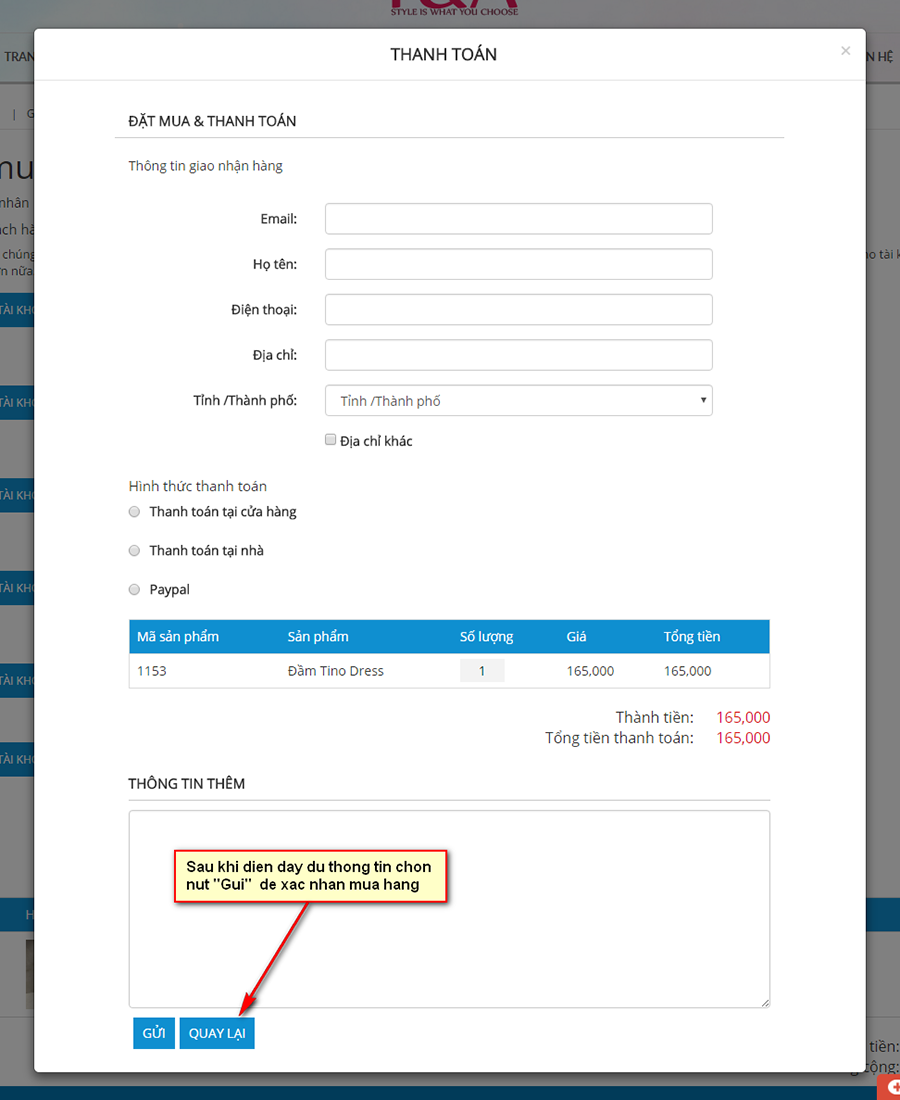 STYLE IS WHAT YOU CHOOSE
THANH TOÁN
×
ĐẶT MUA & THANH TOÁN
Thông tin giao nhận hàng
Email:
Họ tên:
Điện thoại:
Địa chỉ:
Tỉnh /Thành phố: Tỉnh /Thành phố
Địa chỉ khác
Hình thức thanh toán
Thanh toán tại cửa hàng
Thanh toán tại nhà
Paypal
Mã sản phẩm Sản phẩm Số lượng Giá Tổng tiền
1153 Đầm Tino Dress 1 165,000 165,000
Thành tiền: 165,000
Tổng tiền thanh toán: 165,000
THÔNG TIN THÊM
Sau khi dien day du thong tin chon
nut "Gui" de xac nhan mua hang
GỬI QUAY LẠI
tiền:
cộng: